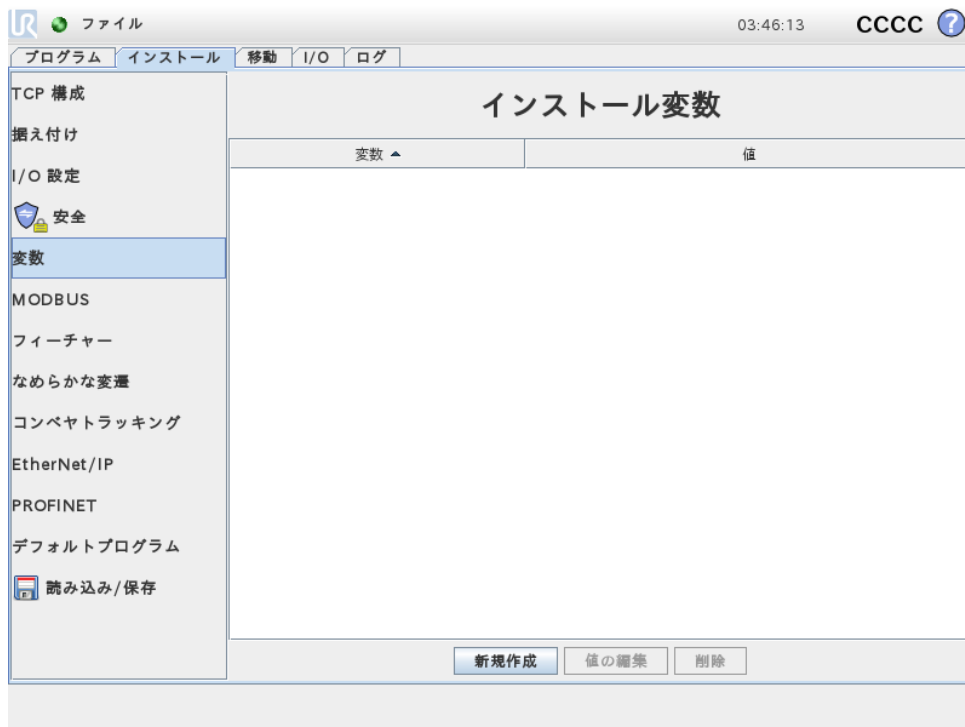 UR ファイル 03:46:13 CCCC ?
プログラム インストール 移動 I/O ログ
TCP 構成
据え付け
I/O 設定
安全
変数
MODBUS
フィーチャー
なめらかな変遷
コンベヤトラッキング
EtherNet/IP
PROFINET
デフォルトプログラム
読み込み/保存
インストール変数
変数 値
新規作成 値の編集 削除